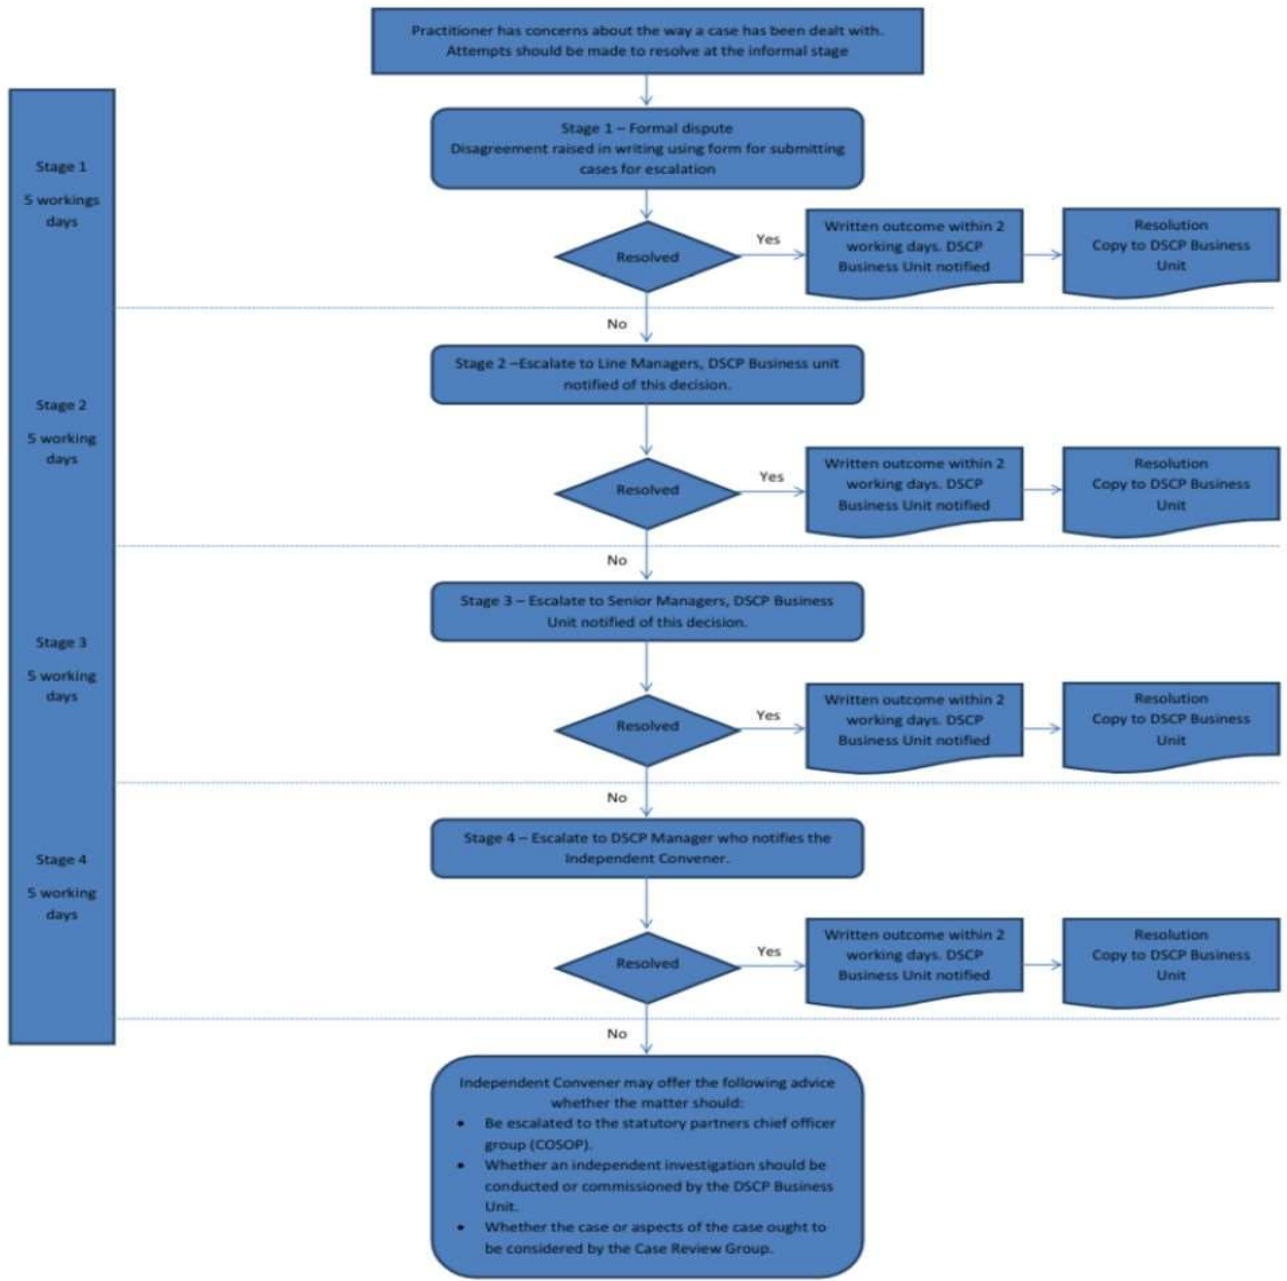 Practitioner has concerns about the way a case has been dealt with.
Attempts should be made to resolve at the informal stage
Stage 1
5 workings
days
Stage 1 – Formal dispute
Disagreement raised in writing using form for submitting
cases for escalation
Resolved
Yes
Written outcome within 2
working days. DSCP
Business Unit notified
Resolution
Copy to DSCP Business
Unit
No
Stage 2
5 working
days
Stage 2 –Escalate to Line Managers, DSCP Business unit
notified of this decision.
Resolved
Yes
Written outcome within 2
working days. DSCP
Business Unit notified
Resolution
Copy to DSCP Business
Unit
No
Stage 3
5 working
days
Stage 3 – Escalate to Senior Managers, DSCP Business
Unit notified of this decision.
Resolved
Yes
Written outcome within 2
working days. DSCP
Business Unit notified
Resolution
Copy to DSCP Business
Unit
No
Stage 4
5 working
days
Stage 4 – Escalate to DSCP Manager who notifies the
Independent Convener.
Resolved
Yes
Written outcome within 2
working days. DSCP
Business Unit notified
Resolution
Copy to DSCP Business
Unit
No
Independent Convener may offer the following advice
whether the matter should:
• Be escalated to the statutory partners chief officer
group (COSOP).
• Whether an independent investigation should be
conducted or commissioned by the DSCP Business
Unit.
• Whether the case or aspects of the case ought to
be considered by the Case Review Group.